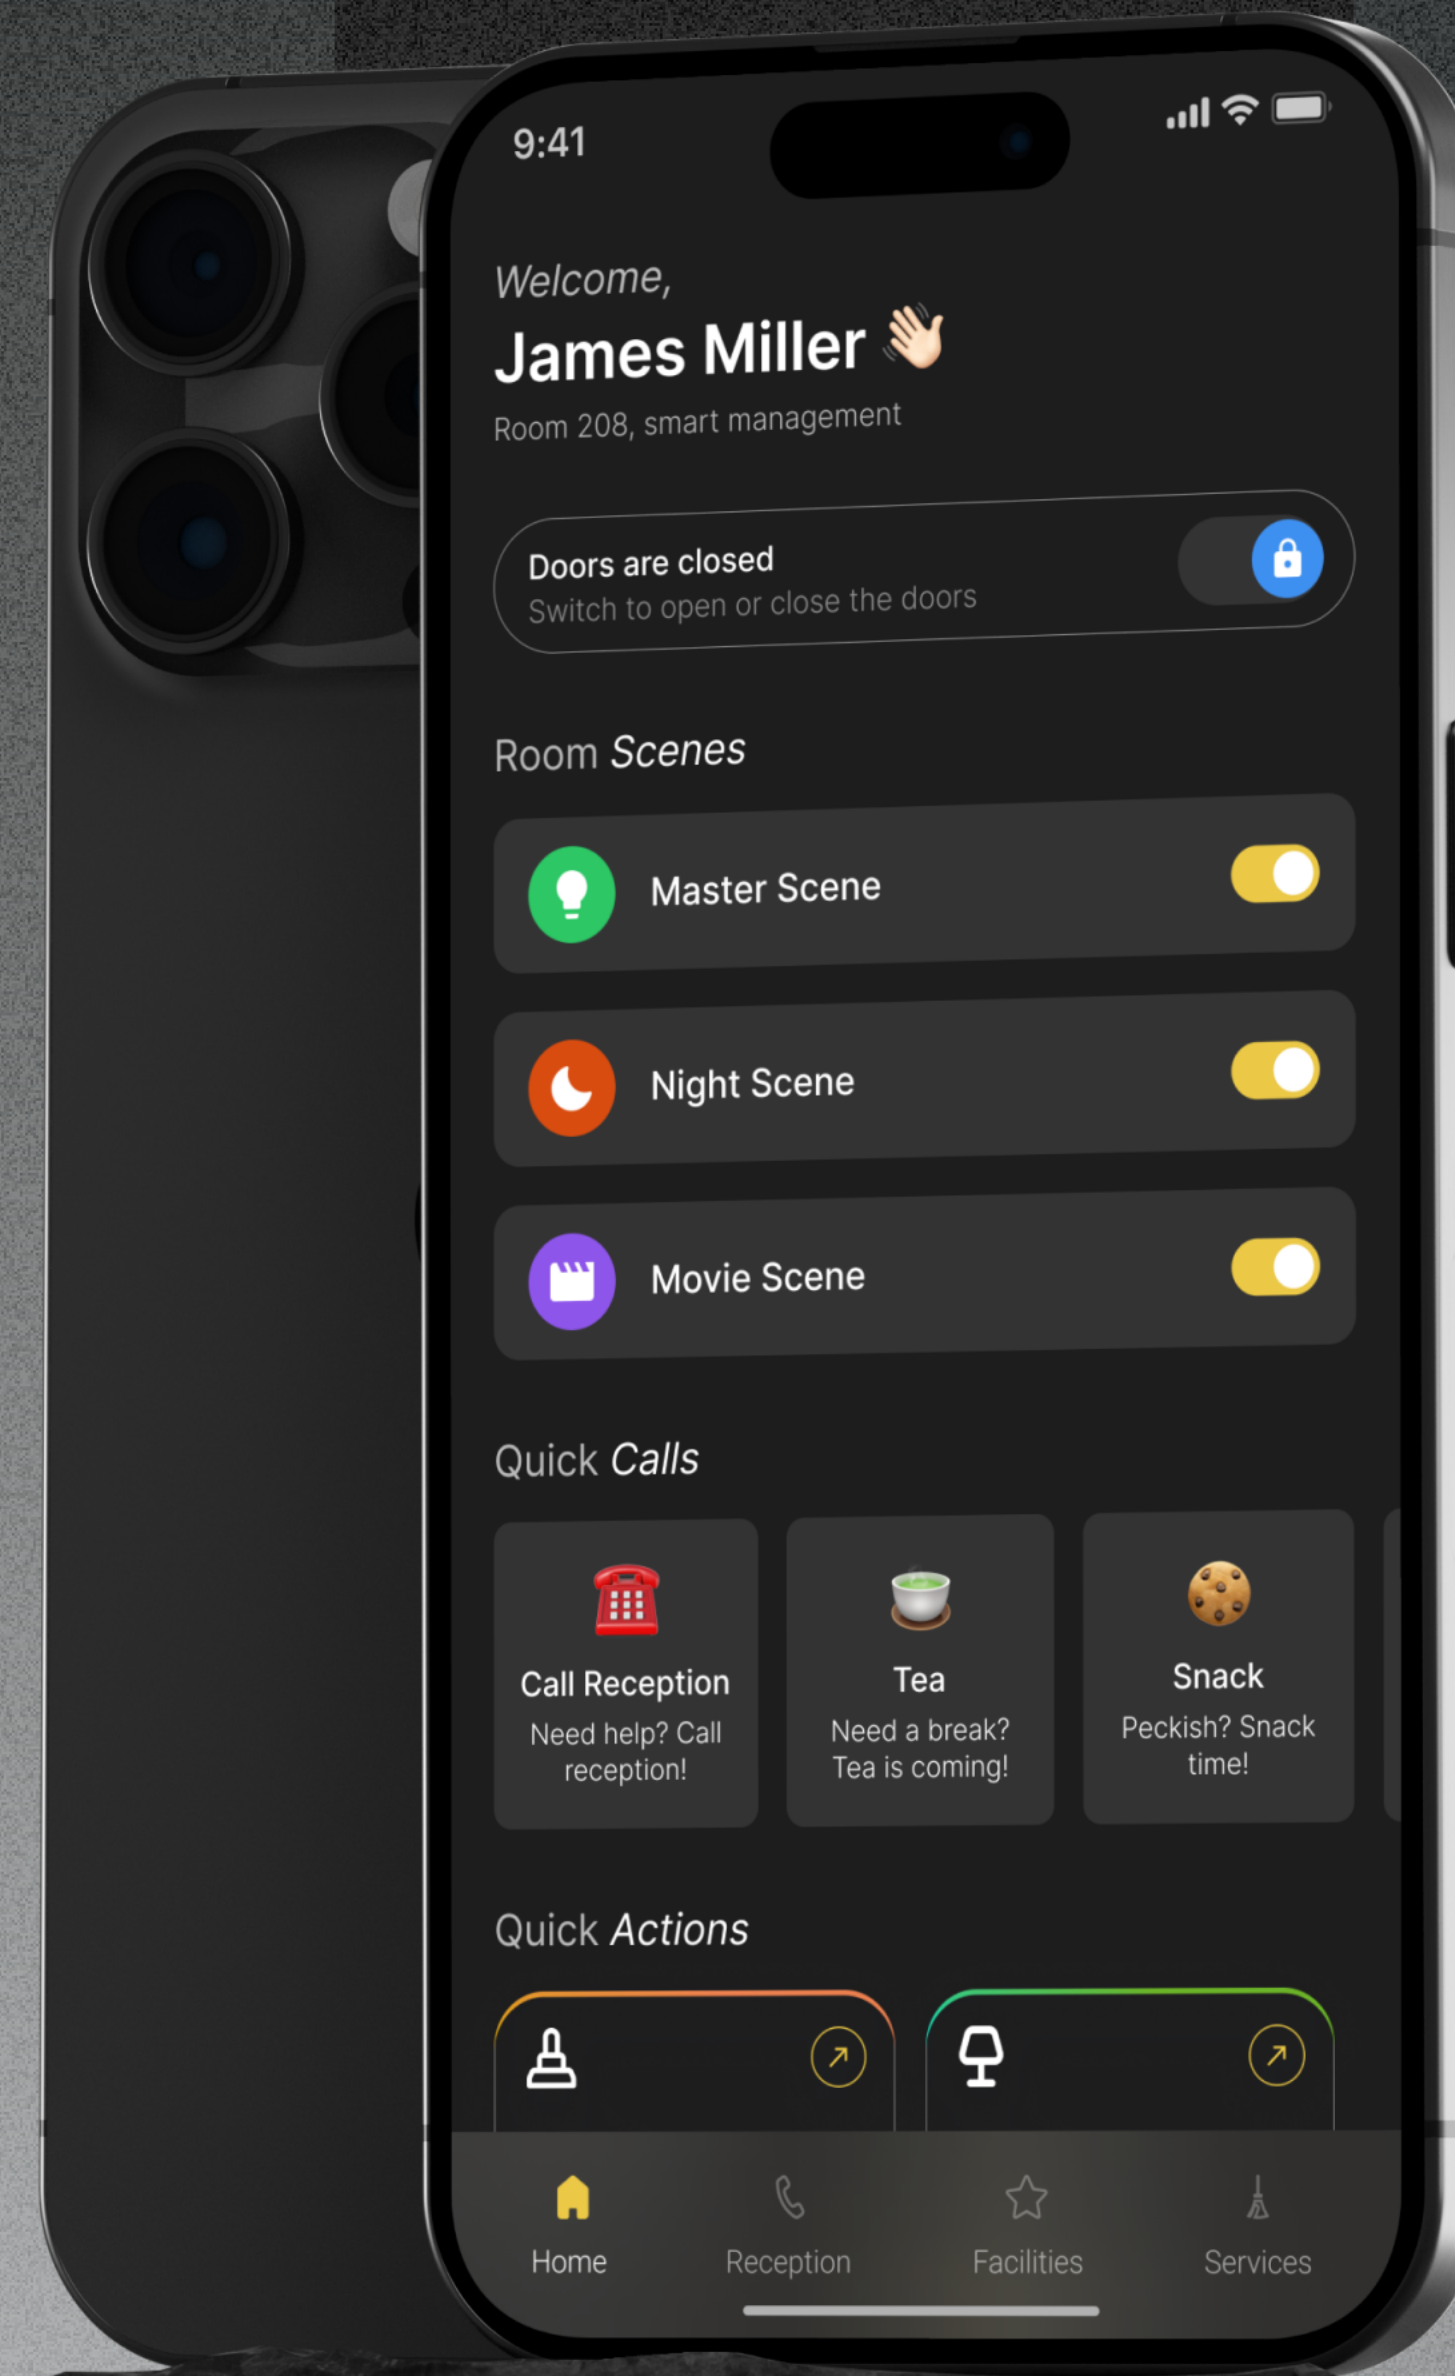 9:41
Welcome,
James Miller 👋🏻
Room 208, smart management
Doors are closed
Switch to open or close the doors
Room Scenes
Master Scene
Night Scene
Movie Scene
Quick Calls
Call Reception
Need help? Call
reception!
Tea
Need a break?
Tea is coming!
Snack
Peckish? Snack
time!
Quick Actions
Home
Reception
Facilities
Services